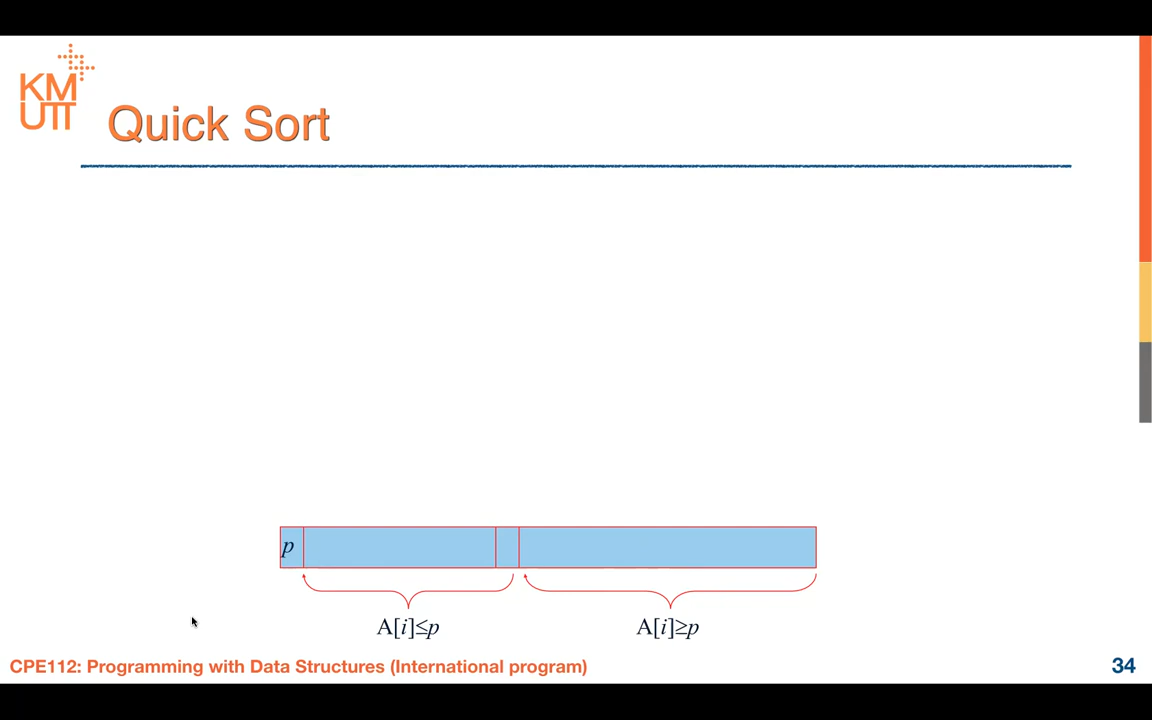 KM
UTT
Quick Sort
p
A[i]≤p
A[i]≥p
CPE112: Programming with Data Structures (International program)
34